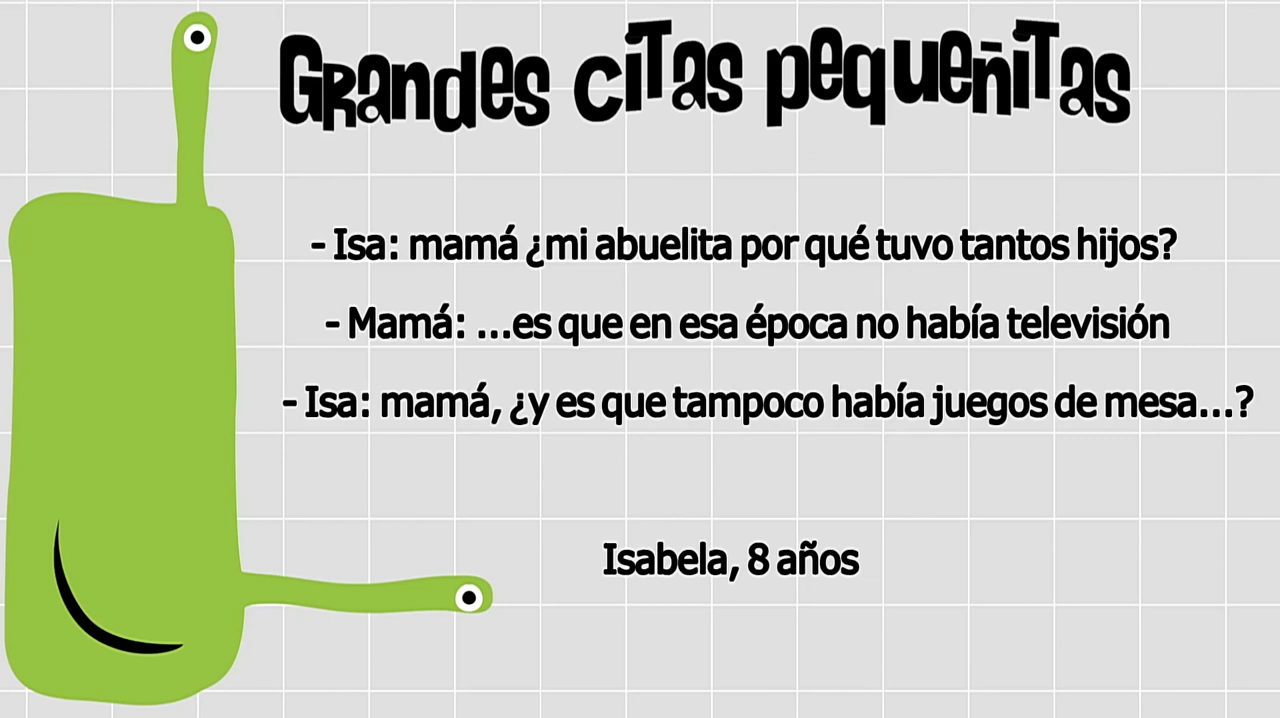 Grandes citas pequeñitas
- Isa: mamá ¿mi abuelita por qué tuvo tantos hijos?
- Mamá: ...es que en esa época no había televisión
- Isa: mamá, ¿y es que tampoco había juegos de mesa...?
Isabela, 8 años